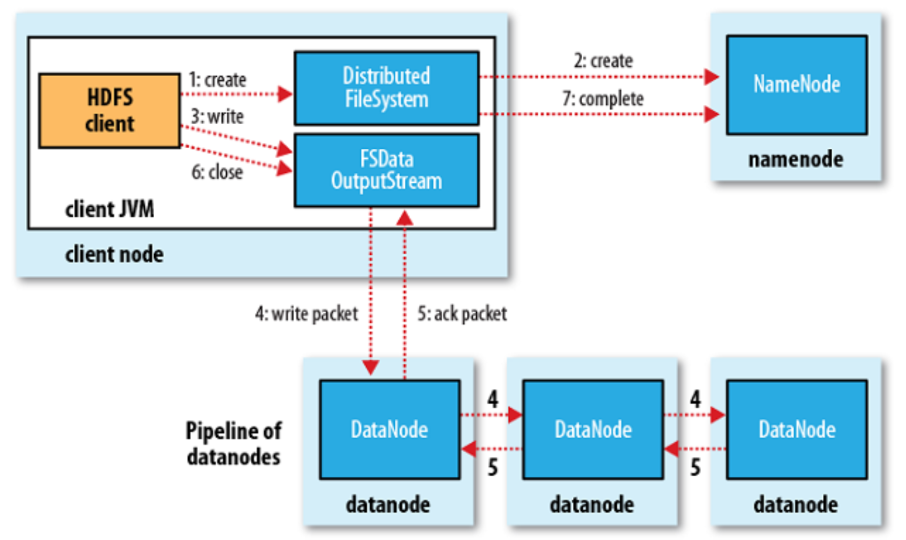 HDFS
client
1: create
3: write
6: close
Distributed
FileSystem
FSData
OutputStream
client JVM
client node
2: create
7: complete
NameNode
namenode
4: write packet
5: ack packet
Pipeline of
datanodes
DataNode
datanode
4
5
DataNode
datanode
4
5
DataNode
datanode